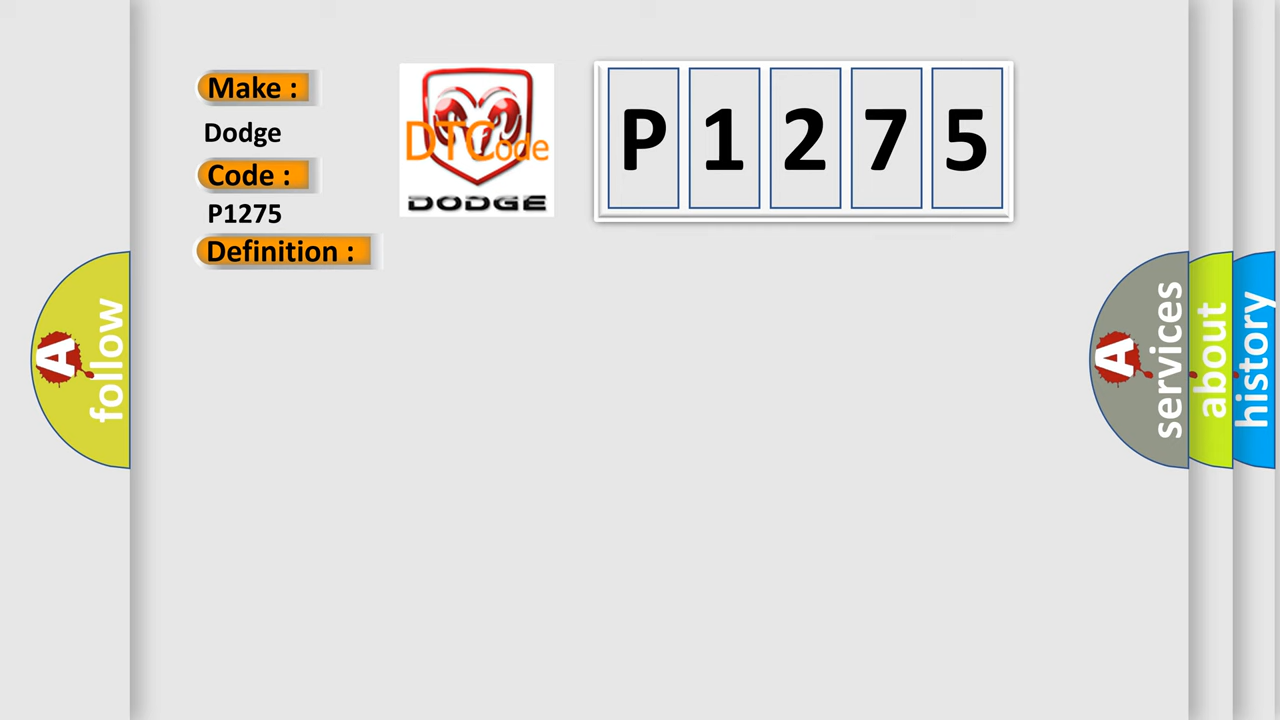 Make :
Dodge
Code :
P1275
Definition :
DTCode
DODGE
P 1 2 7 5
A follow
A services
about
history